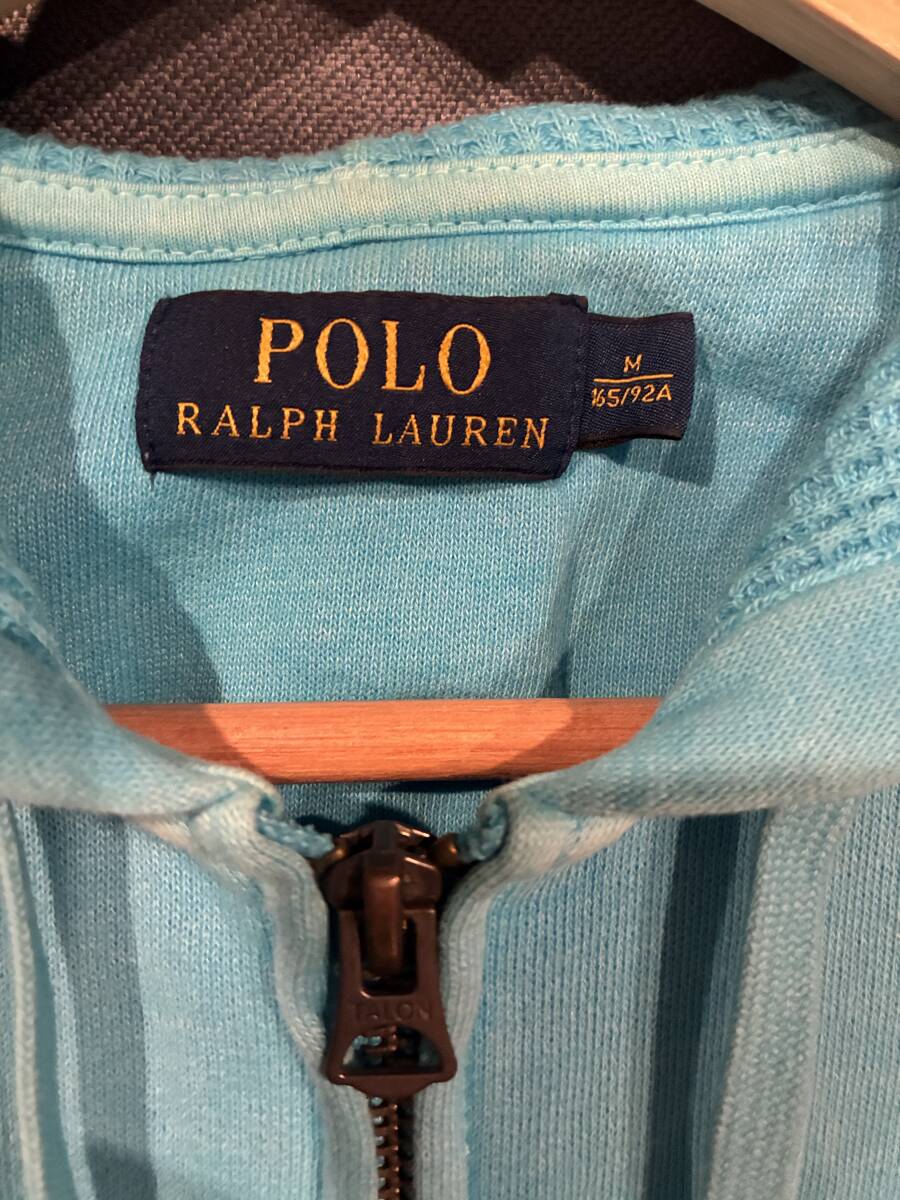 POLO
RALPH LAUREN
M
165/92A
TALON